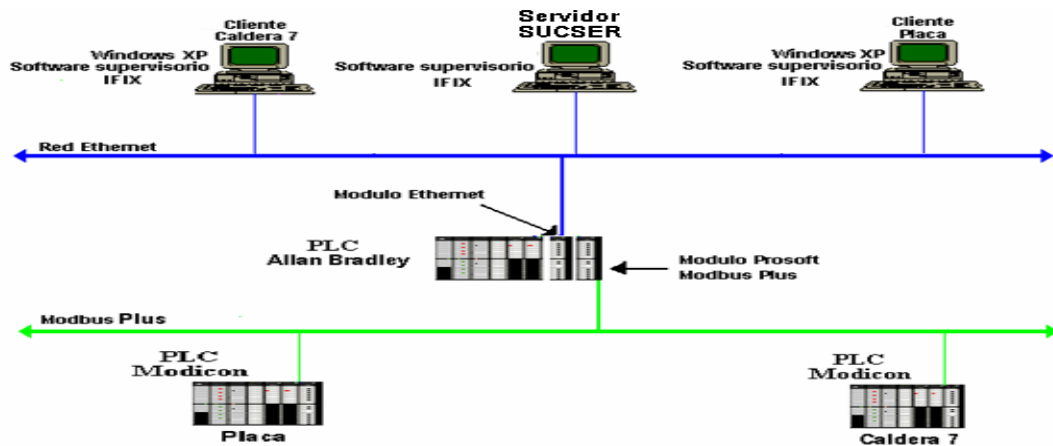 Cliente
Caldera 7
Windows XP
Software supervisorio
IFIX
Servidor
SUCSER
Software supervisorio
IFIX
Cliente
Placa
Windows XP
Software supervisorio
IFIX
Red Ethernet
Modulo Ethernet
PLC
Allan Bradley
Modulo Prosoft
Modbus Plus
Modbus Plus
PLC
Modicon
Placa
PLC
Modicon
Caldera 7